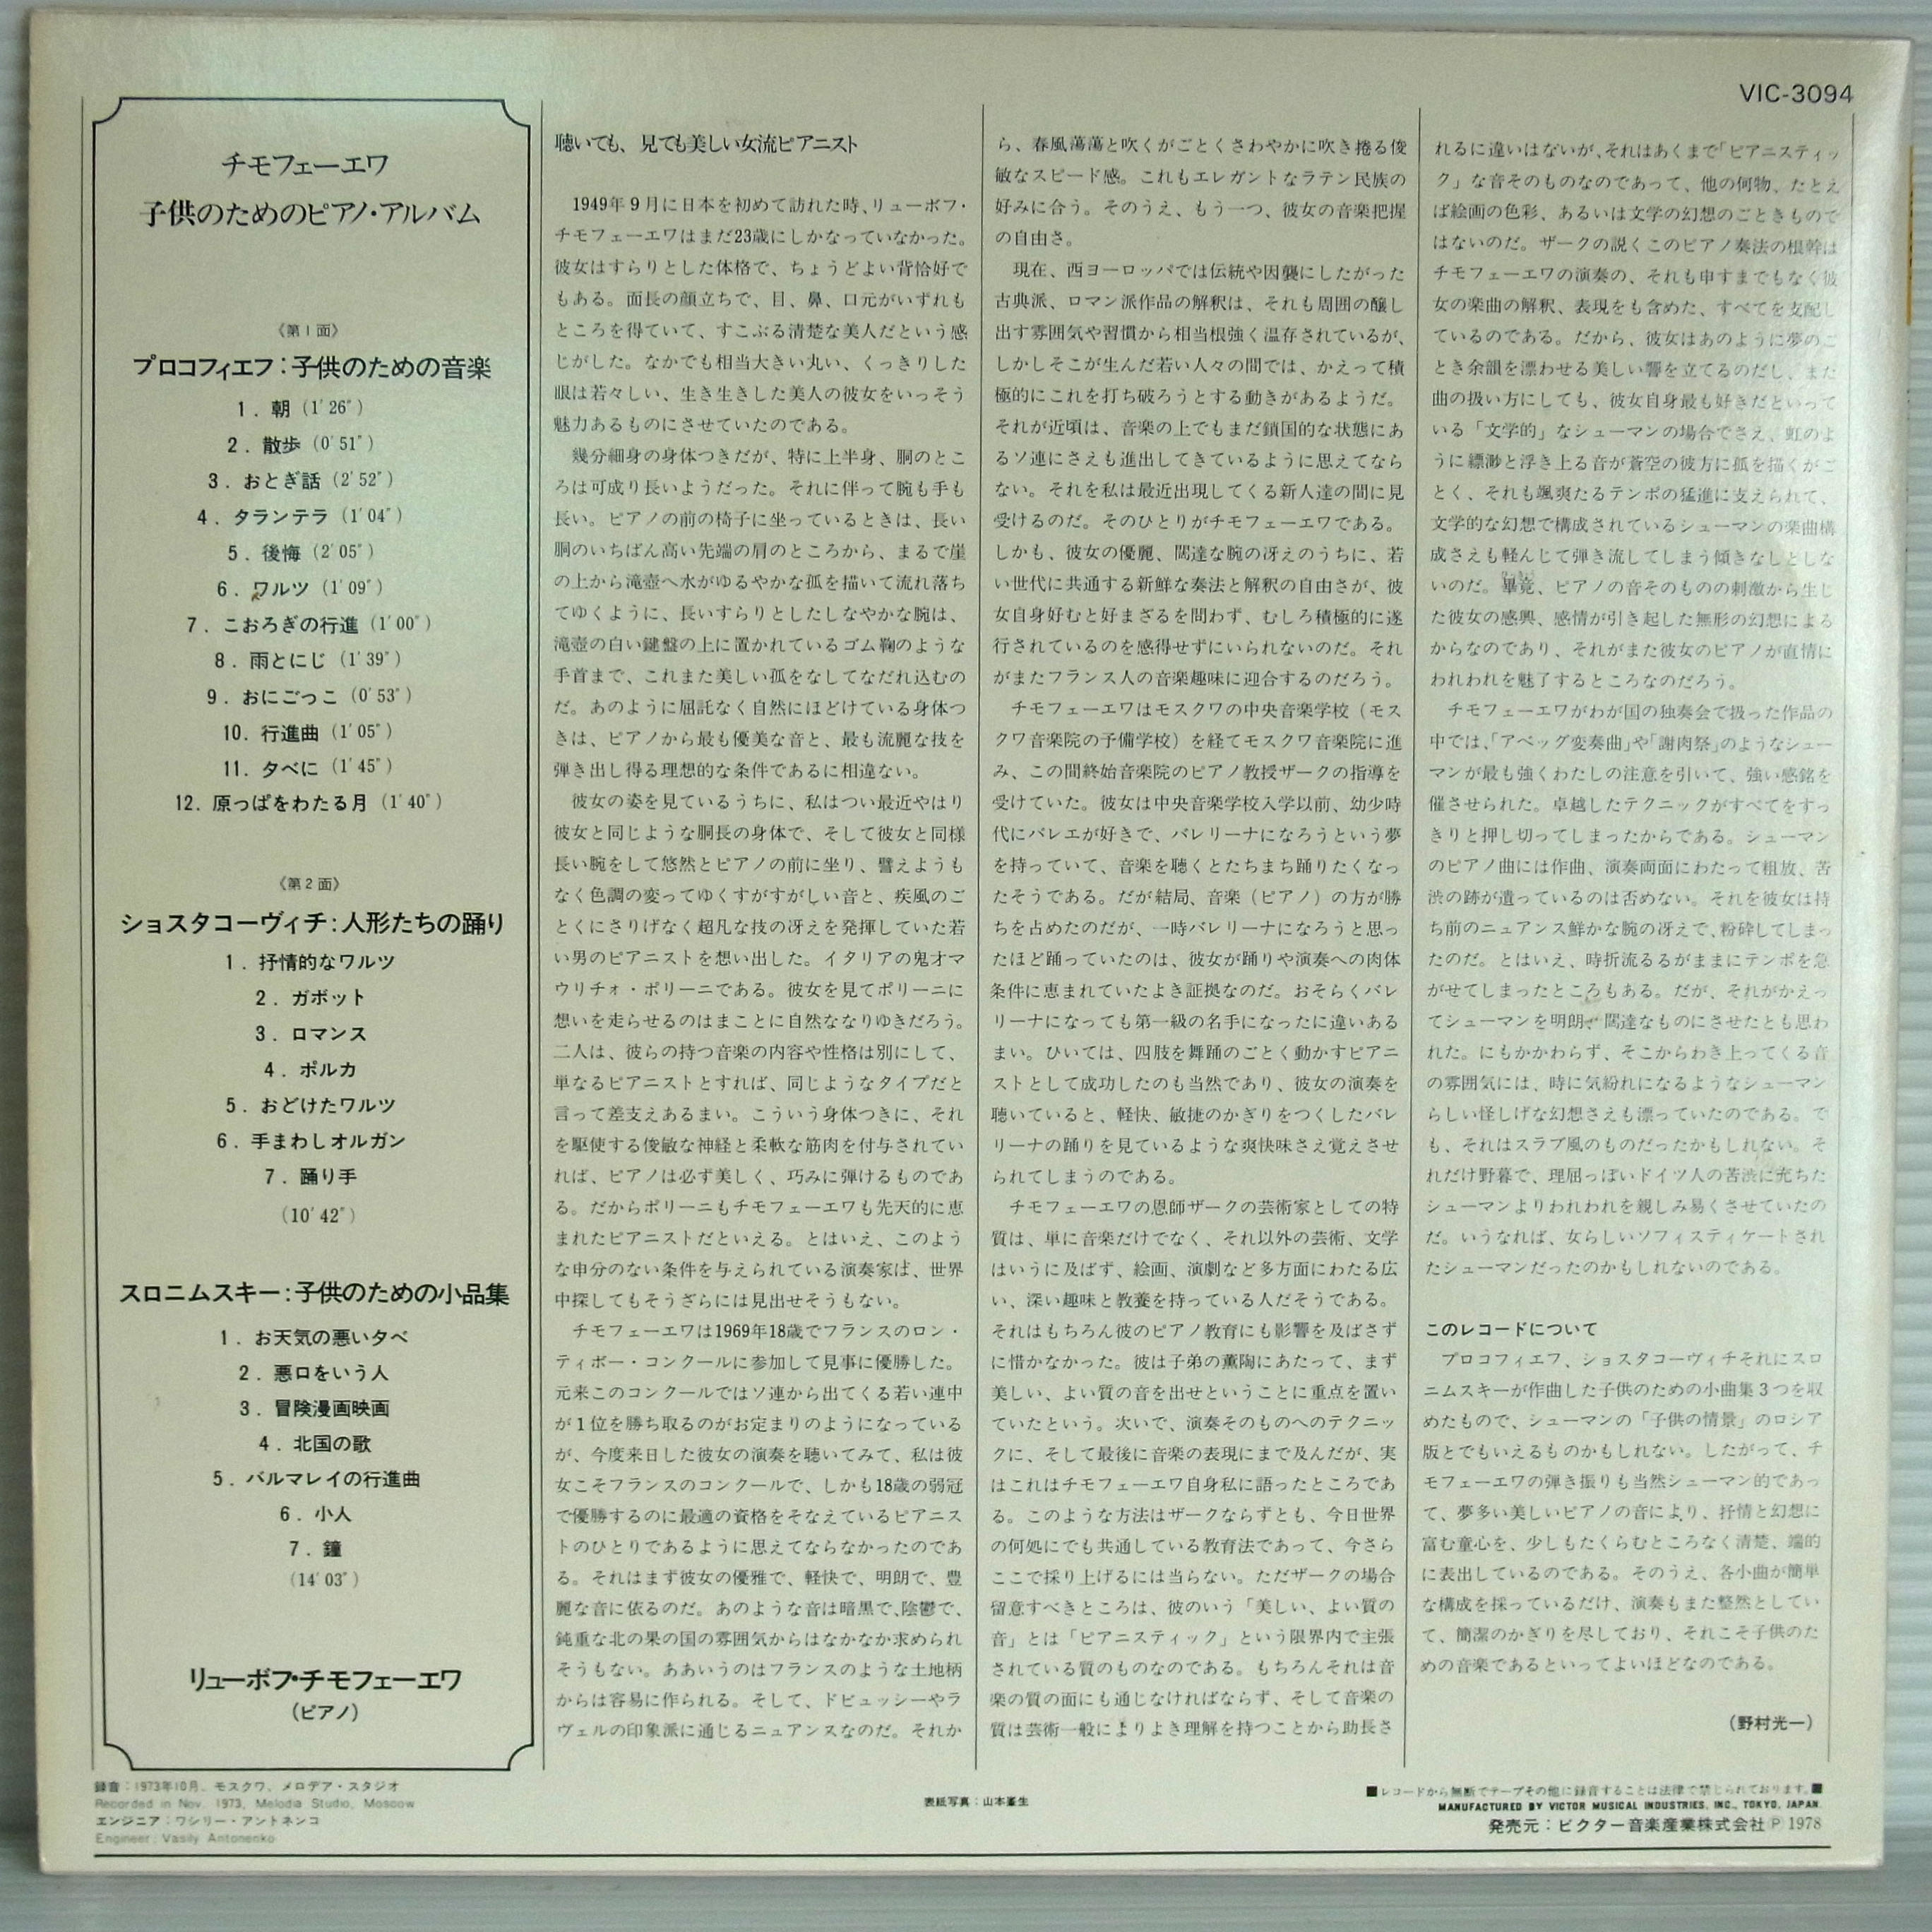 VIC-3094
チモフェーエワ
子供のためのピアノ・アルバム
《第1面》
プロコフィエフ：子供のための音楽
1．朝（1′26″）
2．散歩（0′51″）
3．おとぎ話（2′52″）
4．タランテラ（1′04″）
5．後悔（2′05″）
6．ワルツ（1′09″）
7．こおろぎの行進（1′00″）
8．雨とにじ（1′39″）
9．おにごっこ（0′53″）
10．行進曲（1′05″）
11．夕べに（1′45″）
12．原っぱをわたる月（1′40″）
《第2面》
ショスタコーヴィチ：人形たちの踊り
1．抒情的なワルツ
2．ガボット
3．ロマンス
4．ポルカ
5．おどけたワルツ
6．手まわしオルガン
7．踊り手
（10′42″）
スロニムスキー：子供のための小品集
1．お天気の悪い夕べ
2．悪口をいう人
3．冒険漫画映画
4．北国の歌
5．バルマレイの行進曲
6．小人
7．鐘
（14′03″）
リューボフ・チモフェーエワ
（ピアノ）
聴いても、見ても美しい女流ピアニスト
1949年9月に日本を初めて訪れた時、リューボフ・
チモフェーエワはまだ23歳にしかなっていなかった。
彼女はすらりとした体格で、ちょうどよい背恰好で
もある。面長の顔立ちで、目、鼻、口元がいずれも
ところを得ていて、すこぶる清楚な美人だという感
じがした。なかでも相当大きい丸い、くっきりした
眼は若々しい、生き生きした美人の彼女をいっそう
魅力あるものにさせていたのである。
幾分細身の身体つきだが、特に上半身、胴のとこ
ろは可成り長いようだった。それに伴って腕も手も
長い。ピアノの前の椅子に坐っているときは、長い
胴のいちばん高い先端の肩のところから、まるで崖
の上から滝壺へ水がゆるやかな孤を描いて流れ落ち
てゆくように、長いすらりとしたしなやかな腕は、
滝壺の白い鍵盤の上に置かれているゴム鞠のような
手首まで、これまた美しい孤をなしてなだれ込むの
だ。あのように屈託なく自然にほどけている身体つ
きは、ピアノから最も優美な音と、最も流麗な技を
弾き出し得る理想的な条件であるに相違ない。
彼女の姿を見ているうちに、私はつい最近やはり
彼女と同じような胴長の身体で、そして彼女と同様
長い腕をして悠然とピアノの前に坐り、譬えようも
なく色調の変ってゆくすがすがしい音と、疾風のご
とくにさりげなく超凡な技の冴えを発揮していた若
い男のピアニストを想い出した。イタリアの鬼才マ
ウリチォ・ポリーニである。彼女を見てポリーニに
想いを走らせるのはまことに自然ななりゆきだろう。
二人は、彼らの持つ音楽の内容や性格は別にして、
単なるピアニストとすれば、同じようなタイプだと
言って差支えあるまい。こういう身体つきに、それ
を駆使する俊敏な神経と柔軟な筋肉を付与されてい
れば、ピアノは必ず美しく、巧みに弾けるものであ
る。だからポリーニもチモフェーエワも先天的に恵
まれたピアニストだといえる。とはいえ、このよう
な申分のない条件を与えられている演奏家は、世界
中探してもそうざらには見出せそうもない。
チモフェーエワは1969年18歳でフランスのロン・
ティボー・コンクールに参加して見事に優勝した。
元来このコンクールではソ連から出てくる若い連中
が1位を勝ち取るのがお定まりのようになっている
が、今度来日した彼女の演奏を聴いてみて、私は彼
女こそフランスのコンクールで、しかも18歳の弱冠
で優勝するのに最適の資格をそなえているピアニス
トのひとりであるように思えてならなかったのであ
る。それはまず彼女の優雅で、軽快で、明朗で、豊
麗な音に依るのだ。あのような音は暗黒で、陰鬱で、
鈍重な北の果の国の雰囲気からはなかなか求められ
そうもない。ああいうのはフランスのような土地柄
からは容易に作られる。そして、ドビュッシーやラ
ヴェルの印象派に通じるニュアンスなのだ。それか
ら、春風蕩蕩と吹くがごとくさわやかに吹き捲る俊
敏なスピード感。これもエレガントなラテン民族の
好みに合う。そのうえ、もう一つ、彼女の音楽把握
の自由さ。
現在、西ヨーロッパでは伝統や因襲にしたがった
古典派、ロマン派作品の解釈は、それも周囲の醸し
出す雰囲気や習慣から相当根強く温存されているが、
しかしそこが生んだ若い人々の間では、かえって積
極的にこれを打ち破ろうとする動きがあるようだ。
それが近頃は、音楽の上でもまだ鎖国的な状態にあ
るソ連にさえも進出してきているように思えてなら
ない。それを私は最近出現してくる新人達の間に見
受けるのだ。そのひとりがチモフェーエワである。
しかも、彼女の優麗、闊達な腕の冴えのうちに、若
い世代に共通する新鮮な奏法と解釈の自由さが、彼
女自身好むと好まざるを問わず、むしろ積極的に遂
行されているのを感得せずにいられないのだ。それ
がまたフランス人の音楽趣味に迎合するのだろう。
チモフェーエワはモスクワの中央音楽学校（モス
クワ音楽院の予備学校）を経てモスクワ音楽院に進
み、この間終始音楽院のピアノ教授ザークの指導を
受けていた。彼女は中央音楽学校入学以前、幼少時
代にバレエが好きで、バレリーナになろうという夢
を持っていて、音楽を聴くとたちまち踊りたくなっ
たそうである。だが結局、音楽（ピアノ）の方が勝
ちを占めたのだが、一時バレリーナになろうと思っ
たほど踊っていたのは、彼女が踊りや演奏への肉体
条件に恵まれていたよき証拠なのだ。おそらくバレ
リーナになっても第一級の名手になったに違いある
まい。ひいては、四肢を舞踊のごとく動かすピアニ
ストとして成功したのも当然であり、彼女の演奏を
聴いていると、軽快、敏捷のかぎりをつくしたバレ
リーナの踊りを見ているような爽快味さえ覚えさせ
られてしまうのである。
チモフェーエワの恩師ザークの芸術家としての特
質は、単に音楽だけでなく、それ以外の芸術、文学
はいうに及ばず、絵画、演劇など多方面にわたる広
い、深い趣味と教養を持っている人だそうである。
それはもちろん彼のピアノ教育にも影響を及ばさず
に惜かなかった。彼は子弟の薫陶にあたって、まず
美しい、よい質の音を出せということに重点を置い
ていたという。次いで、演奏そのものへのテクニッ
クに、そして最後に音楽の表現にまで及んだが、実
はこれはチモフェーエワ自身私に語ったところであ
る。このような方法はザークならずとも、今日世界
の何処にでも共通している教育法であって、今さら
ここで採り上げるには当らない。ただザークの場合
留意すべきところは、彼のいう「美しい、よい質の
音」とは「ピアニスティック」という限界内で主張
されている質のものなのである。もちろんそれは音
楽の質の面にも通じなければならず、そして音楽の
質は芸術一般によりよき理解を持つことから助長さ
れるに違いはないが、それはあくまで「ピアニスティッ
ク」な音そのものなのであって、他の何物、たとえ
ば絵画の色彩、あるいは文学の幻想のごときもので
はないのだ。ザークの説くこのピアノ奏法の根幹は
チモフェーエワの演奏の、それも申すまでもなく彼
女の楽曲の解釈、表現をも含めた、すべてを支配し
ているのである。だから、彼女はあのように夢のご
とき余韻を漂わせる美しい響を立てるのだし、また
曲の扱い方にしても、彼女自身最も好きだといって
いる「文学的」なシューマンの場合でさえ、虹のよ
うに縹渺と浮き上る音が蒼空の彼方に孤を描くがご
とく、それも颯爽たるテンポの猛進に支えられて、
文学的な幻想で構成されているシューマンの楽曲構
成さえも軽んじて弾き流してしまう傾きなしとしな
いのだ。畢竟、ピアノの音そのものの刺激から生じ
た彼女の感興、感情が引き起した無形の幻想による
からなのであり、それがまた彼女のピアノが直情に
われわれを魅了するところなのだろう。
チモフェーエワがわが国の独奏会で扱った作品の
中では、「アベッグ変奏曲」や「謝肉祭」のようなシュー
マンが最も強くわたしの注意を引いて、強い感銘を
催させられた。卓越したテクニックがすべてをすっ
きりと押し切ってしまったからである。シューマン
のピアノ曲には作曲、演奏両面にわたって粗放、苦
渋の跡が遺っているのは否めない。それを彼女は持
ち前のニュアンス鮮かな腕の冴えで、粉砕してしまっ
たのだ。とはいえ、時折流るるがままにテンポを急
がせてしまったところもある。だが、それがかえっ
てシューマンを明朗、闊達なものにさせたとも思わ
れた。にもかかわらず、そこからわき上ってくる音
の雰囲気には、時に気紛れになるようなシューマン
らしい怪しげな幻想さえも漂っていたのである。で
も、それはスラブ風のものだったかもしれない。そ
れだけ野暮で、理屈っぽいドイツ人の苦渋に充ちた
シューマンよりわれわれを親しみ易くさせていたの
だ。いうなれば、女らしいソフィスティケートされ
たシューマンだったのかもしれないのである。
このレコードについて
プロコフィエフ、ショスタコーヴィチそれにスロ
ニムスキーが作曲した子供のための小曲集3つを収
めたもので、シューマンの「子供の情景」のロシア
版とでもいえるものかもしれない。したがって、チ
モフェーエワの弾き振りも当然シューマン的であっ
て、夢多い美しいピアノの音により、抒情と幻想に
富む童心を、少しもたくらむところなく清楚、端的
に表出しているのである。そのうえ、各小曲が簡単
な構成を採っているだけ、演奏もまた整然としてい
て、簡潔のかぎりを尽しており、それこそ子供のた
めの音楽であるといってよいほどなのである。
（野村光一）
録音：1973年10月、モスクワ、メロデア・スタジオ
Recorded in Nov. 1973, Melodia Studio, Moscow
エンジニア：ワシリー・アントネンコ
Engineer: Vasily Antonenko
表紙写真：山本峯生
■レコードから無断でテープその他に録音することは法律で禁じられております。■
MANUFACTURED BY VICTOR MUSICAL INDUSTRIES, INC., TOKYO, JAPAN.
発売元：ビクター音楽産業株式会社 Ⓟ 1978